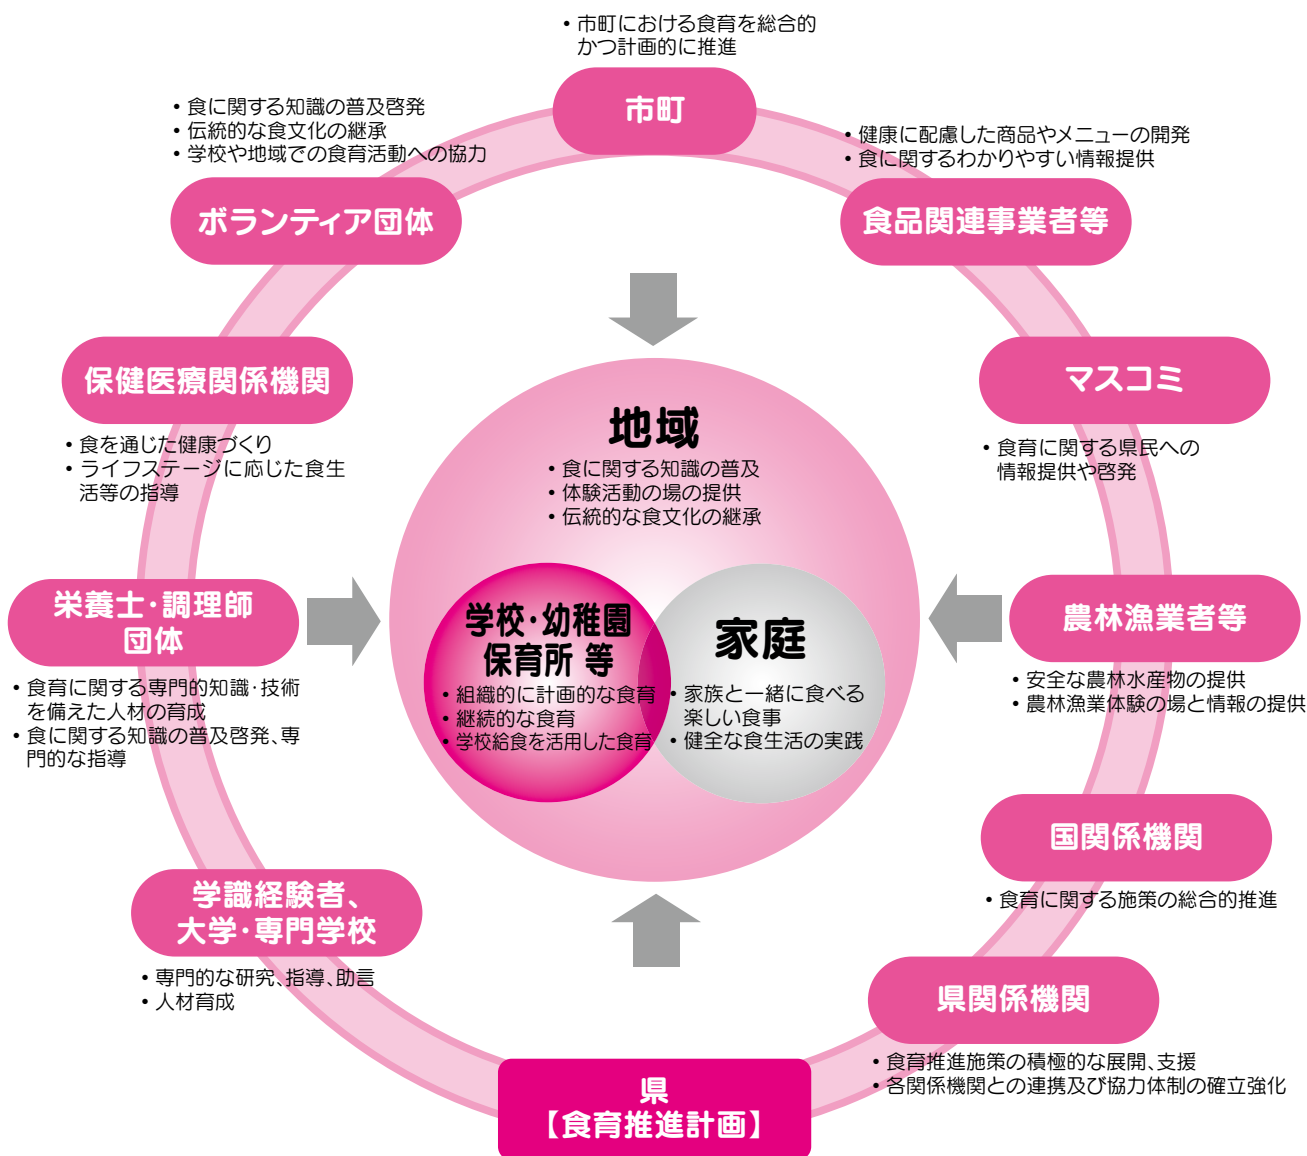 ・市町における食育を総合的
かつ計画的に推進
市町
・食に関する知識の普及啓発
・伝統的な食文化の継承
・学校や地域での食育活動への協力
ボランティア団体
・健康に配慮した商品やメニューの開発
・食に関するわかりやすい情報提供
食品関連事業者等
保健医療関係機関
・食を通じた健康づくり
・ライフステージに応じた食生
活等の指導
マスコミ
・食育に関する県民への
情報提供や啓発
地域
・食に関する知識の普及
・体験活動の場の提供
・伝統的な食文化の継承
学校・幼稚園
保育所 等
・組織的に計画的な食育
・継続的な食育
・学校給食を活用した食育
家庭
・家族と一緒に食べる
楽しい食事
・健全な食生活の実践
栄養士・調理師
団体
・食育に関する専門的知識・技術
を備えた人材の育成
・食に関する知識の普及啓発、専
門的な指導
農林漁業者等
・安全な農林水産物の提供
・農林漁業体験の場と情報の提供
国関係機関
・食育に関する施策の総合的推進
学識経験者、
大学・専門学校
・専門的な研究、指導、助言
・人材育成
県関係機関
・食育推進施策の積極的な展開、支援
・各関係機関との連携及び協力体制の確立強化
県
【食育推進計画】